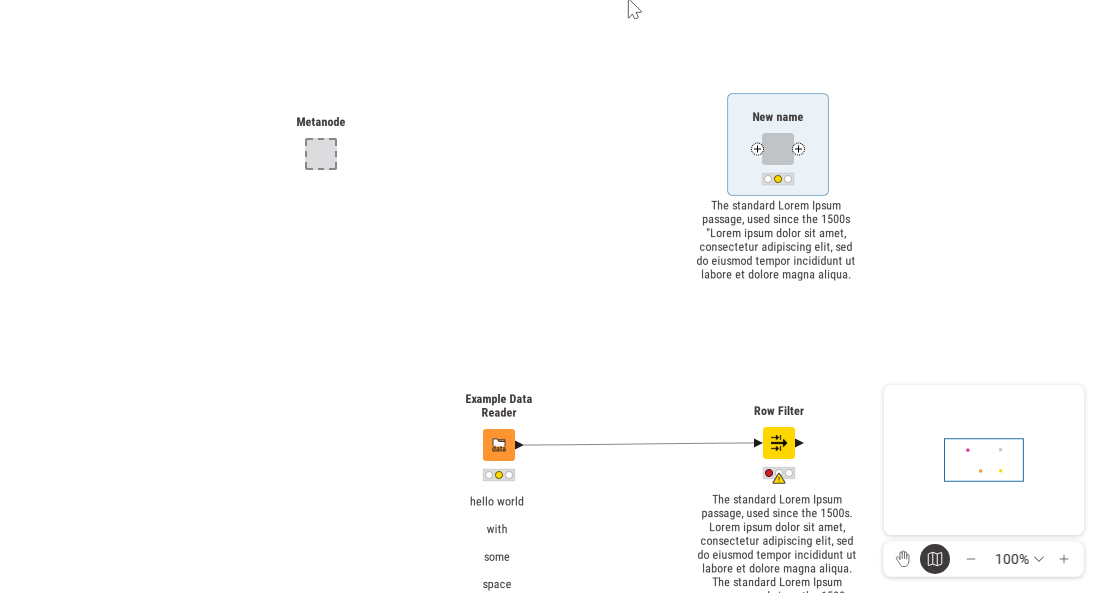 Metanode
New name
The standard Lorem Ipsum
passage, used since the 1500s
"Lorem ipsum dolor sit amet,
consectetur adipiscing elit, sed
do eiusmod tempor incididunt ut
labore et dolore magna aliqua.
Example Data
Reader
data
hello world
with
some
space
Row Filter
The standard Lorem Ipsum
passage, used since the 1500s.
Lorem ipsum dolor sit amet,
consectetur adipiscing elit, sed
do eiusmod tempor incididunt ut
labore et dolore magna aliqua.
The standard Lorem Ipsum
100%